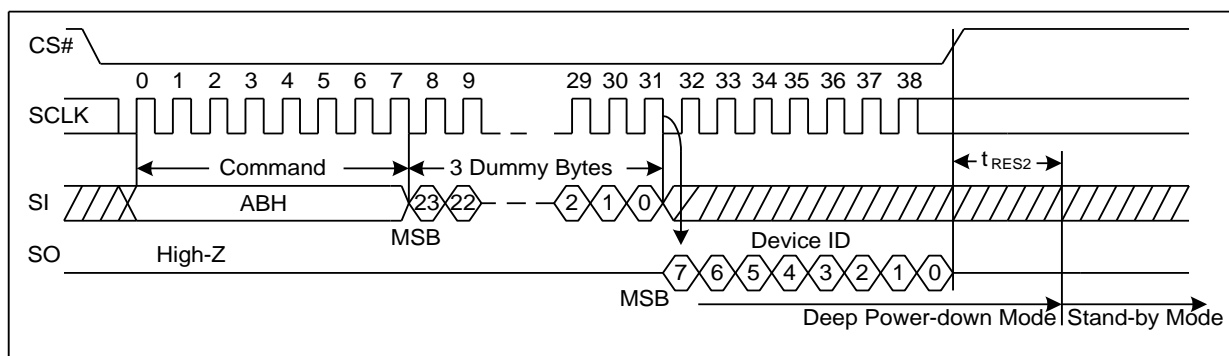 CS#
0 1 2 3 4 5 6 7 8 9 29 30 31 32 33 34 35 36 37 38
SCLK
Command 3 Dummy Bytes tRES2
SI ABH 23 22 2 1 0
MSB
SO High-Z Device ID
7 6 5 4 3 2 1 0
MSB
Deep Power-down Mode Stand-by Mode